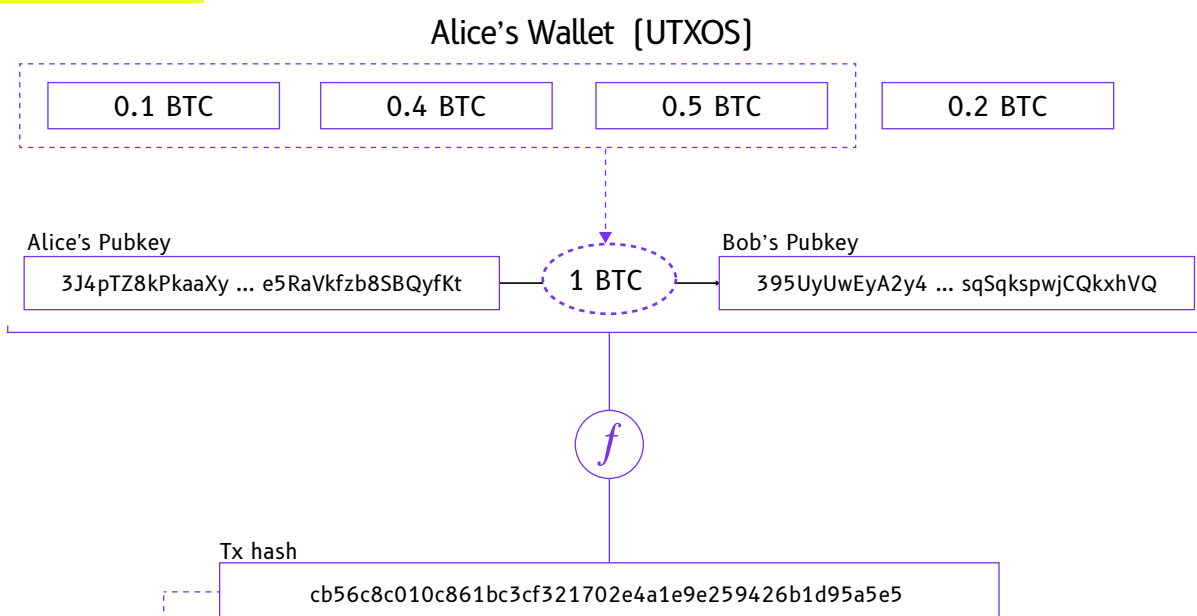 Alice’s Wallet [UTXOS]
0.1 BTC 0.4 BTC 0.5 BTC 0.2 BTC
Alice's Pubkey Bob’s Pubkey
3J4pTZ8kPkaaXy ... e5RaVkfzb8SBQyfKt 1 BTC 395UyUwEyA2y4 ... sqSqkspwjCQkxhVQ
f
Tx hash
cb56c8c010c861bc3cf321702e4a1e9e259426b1d95a5e5